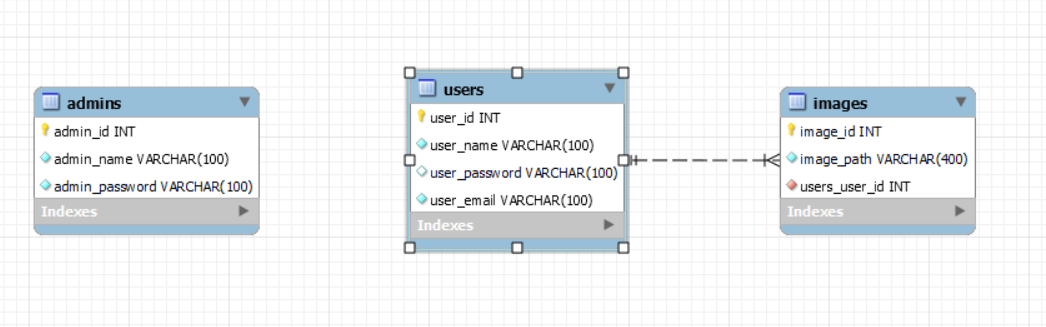 admins
admin_id INT
admin_name VARCHAR(100)
admin_password VARCHAR(100)
Indexes
users
user_id INT
user_name VARCHAR(100)
user_password VARCHAR(100)
user_email VARCHAR(100)
Indexes
images
image_id INT
image_path VARCHAR(400)
users_user_id INT
Indexes